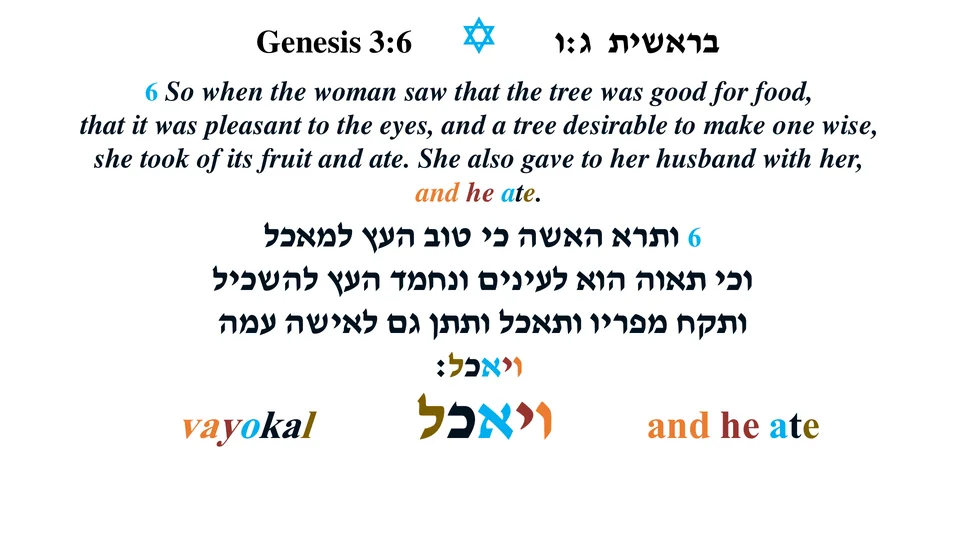 Genesis 3:6 ✡ בראשית ג:ו
6 So when the woman saw that the tree was good for food,
that it was pleasant to the eyes, and a tree desirable to make one wise,
she took of its fruit and ate. She also gave to her husband with her,
and he ate.
6 ותרא האשה כי טוב העץ למאכל
וכי תאוה הוא לעינים ונחמד העץ להשכיל
ותקח מפריו ותאכל ותתן גם לאישה עמה
ויאכל:
vayokal ויאכל and he ate